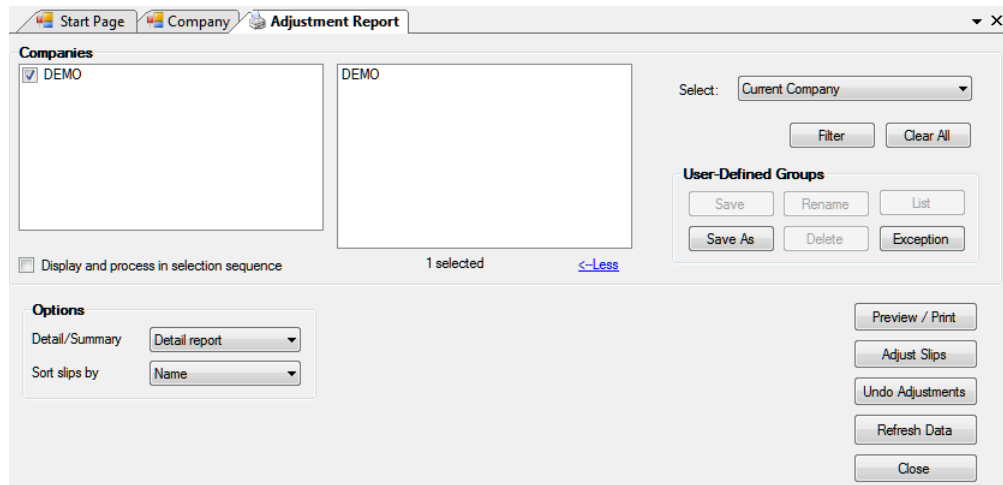 Start Page Company Adjustment Report
Companies
DEMO
DEMO
Select: Current Company
Filter Clear All
User-Defined Groups
Save Rename List
Save As Delete Exception
Display and process in selection sequence
1 selected
<--Less
Options
Detail/Summary Detail report
Sort slips by Name
Preview / Print
Adjust Slips
Undo Adjustments
Refresh Data
Close